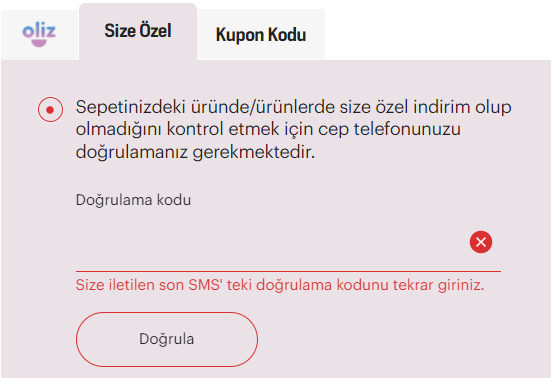 oliz
Size Özel
Kupon Kodu
Sepetinizdeki üründe/ürünlerde size özel indirim olup
olmadığını kontrol etmek için cep telefonunuzu
doğrulamanız gerekmektedir.
Doğrulama kodu
Size iletilen son SMS' teki doğrulama kodunu tekrar giriniz.
Doğrula